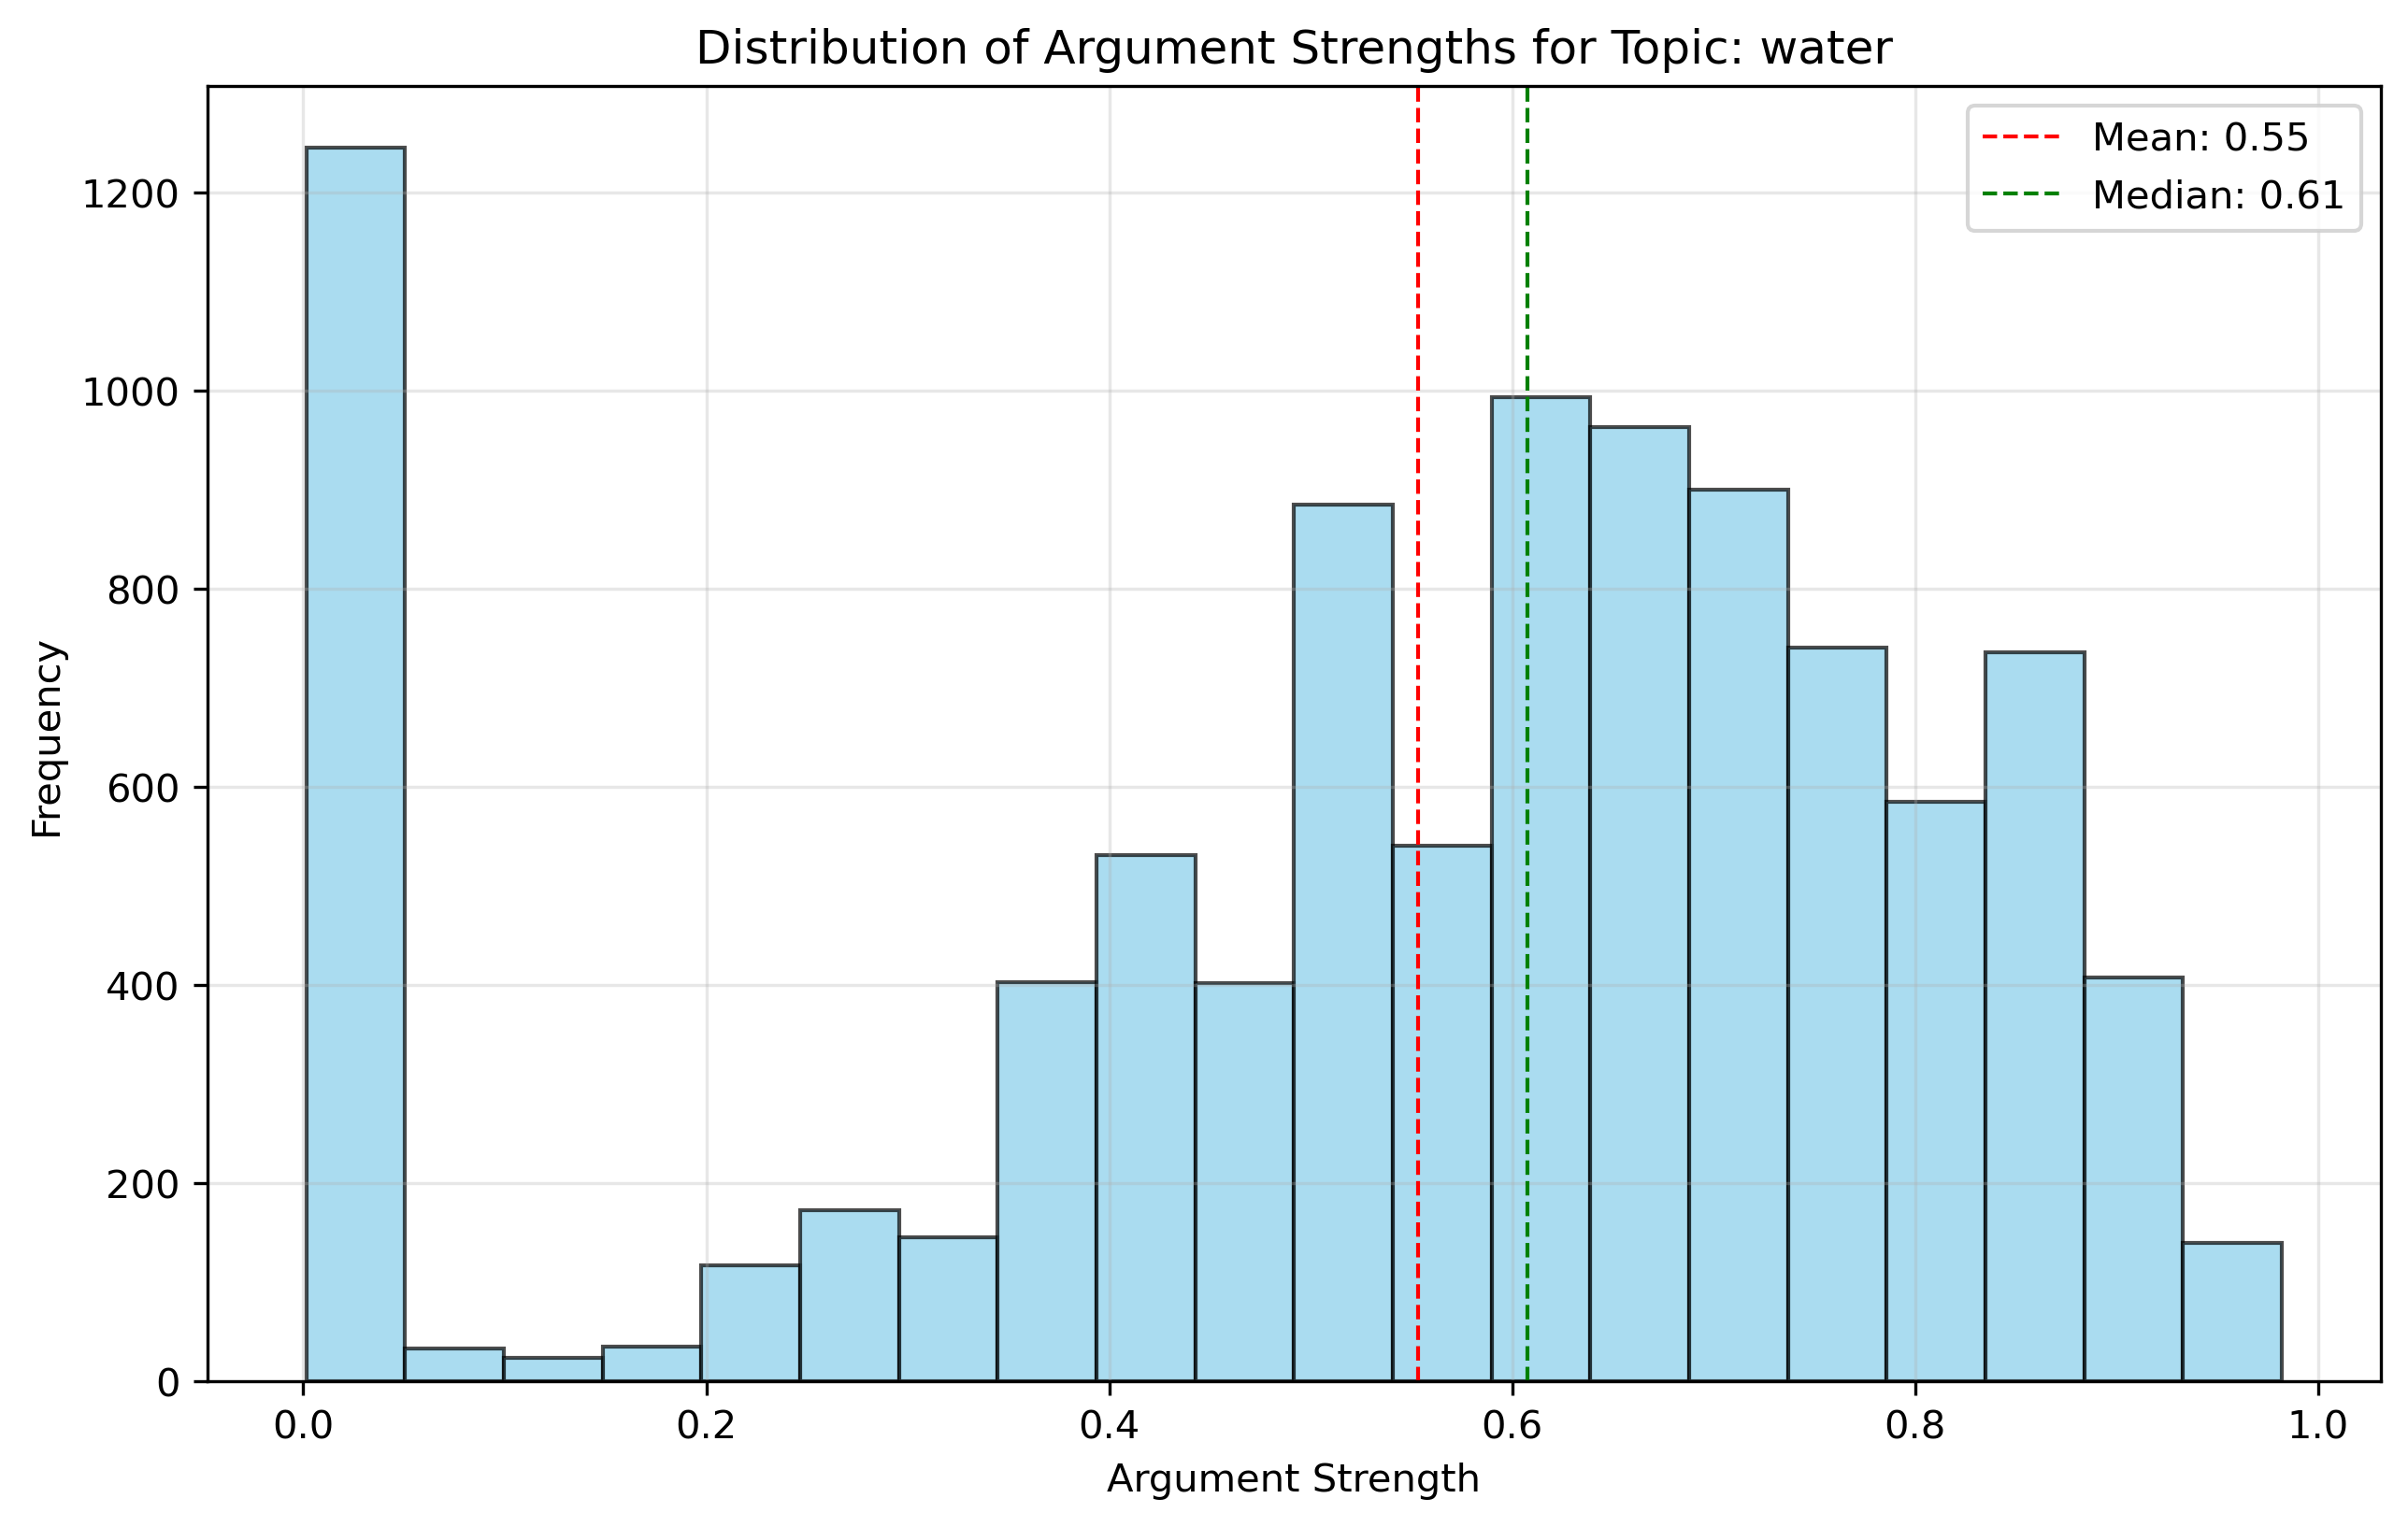 Distribution of Argument Strengths for Topic: water
Mean: 0.55
Median: 0.61
1200
1000
800
600
400
200
0
Frequency
0.0 0.2 0.4 0.6 0.8 1.0
Argument Strength